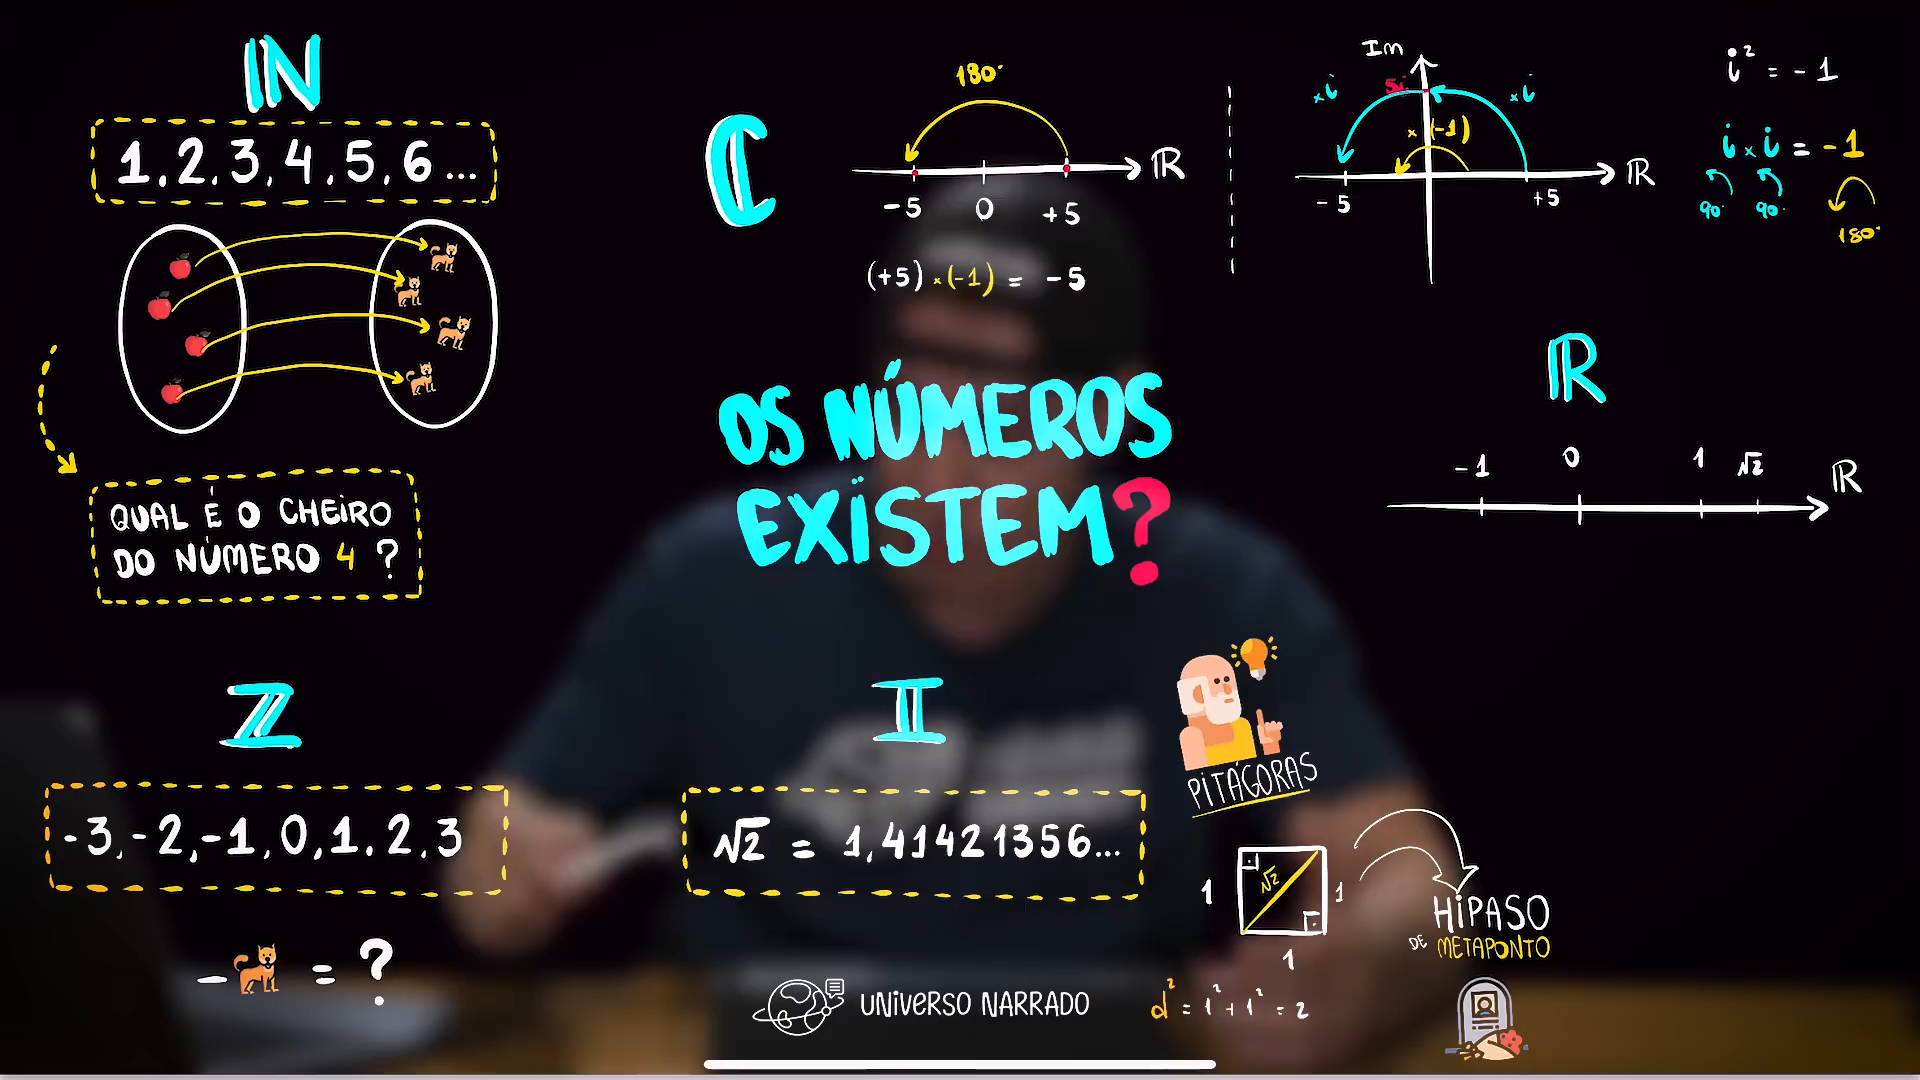 ℕ
1, 2, 3, 4, 5, 6...
QUAL É O CHEIRO
DO NÚMERO 4 ?
ℂ
180°
ℝ
-5 0 +5
(+5) × (-1) = -5
Im
5i
×i ×i
×(-1)
ℝ
-5 +5
i² = -1
i × i = -1
90° 90° 180°
OS NÚMEROS
EXISTEM?
ℝ
-1 0 1 √2
ℝ
ℤ
-3, -2, -1, 0, 1, 2, 3
- = ?
𝕀
√2 = 1,41421356...
PITÁGORAS
√2
1 1
1
d² = 1² + 1² = 2
HIPASO
DE METAPONTO
UNIVERSO NARRADO